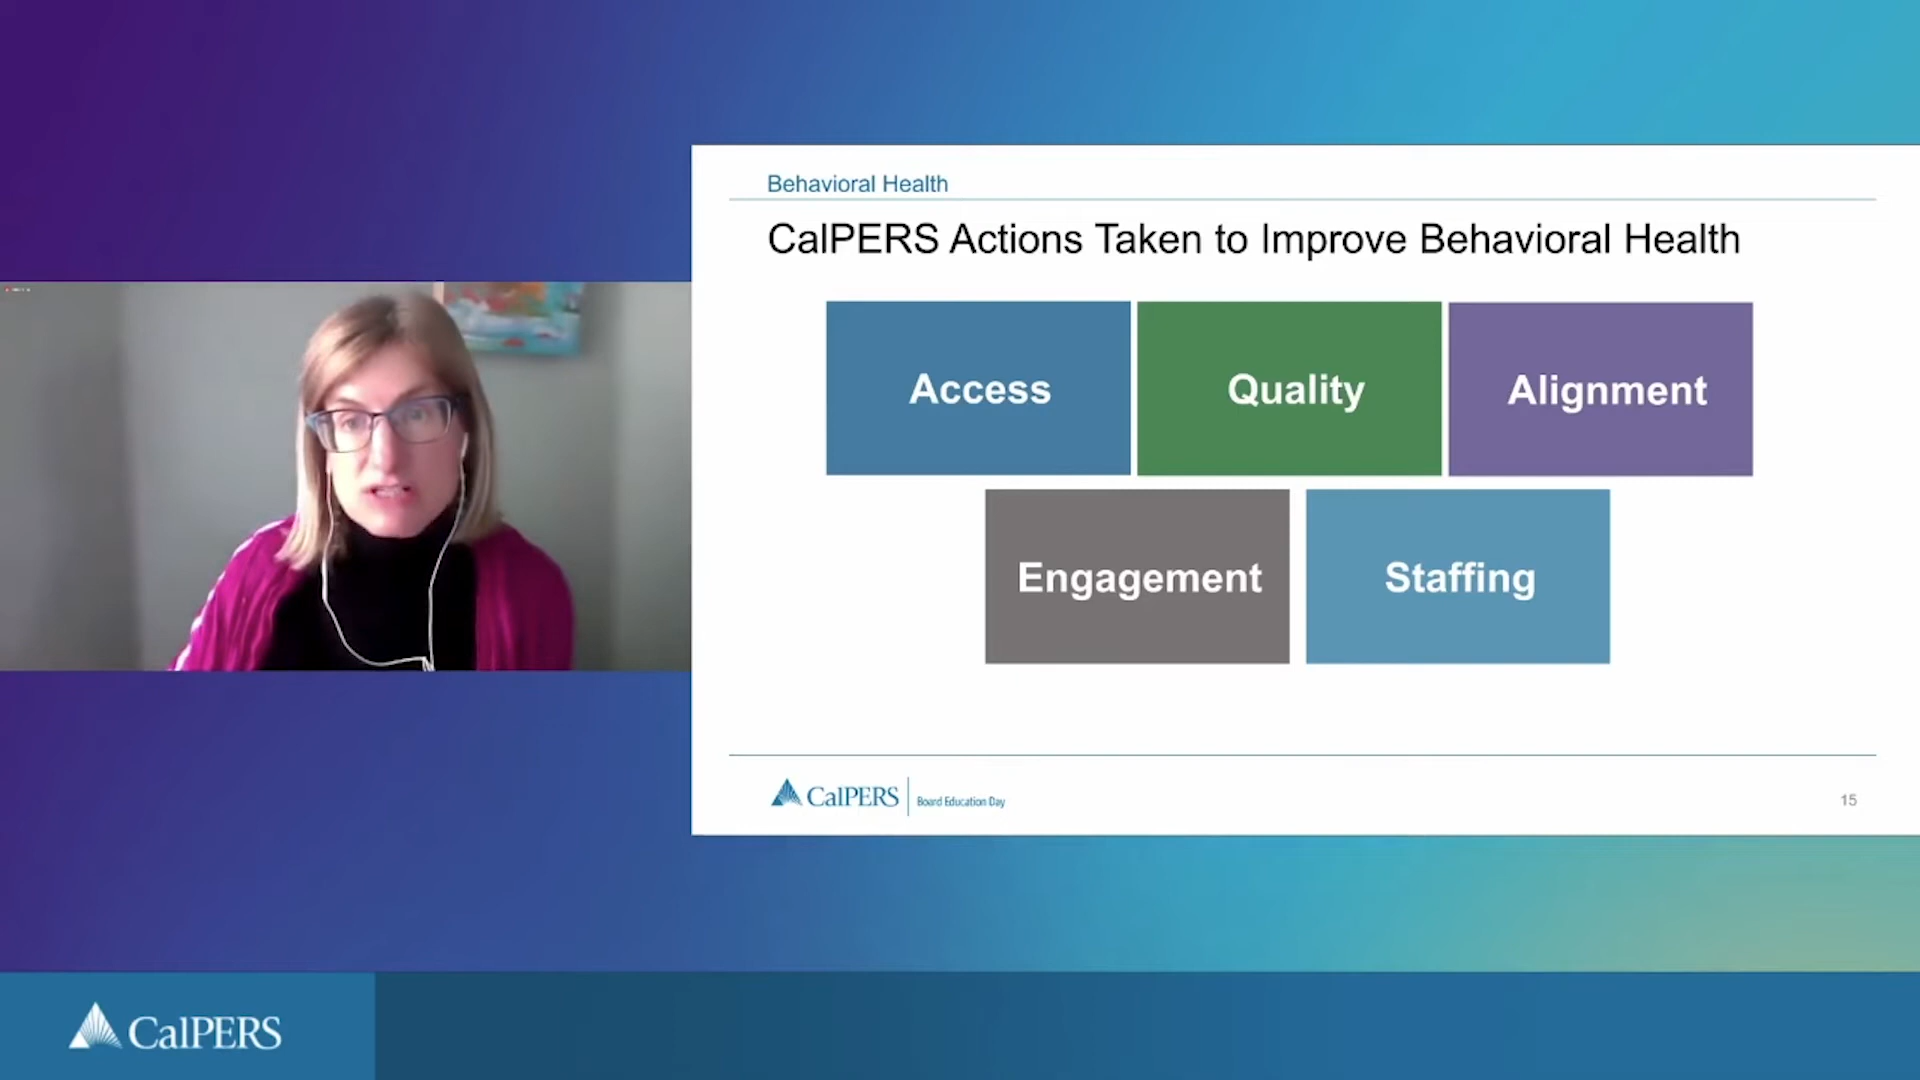 Behavioral Health
CalPERS Actions Taken to Improve Behavioral Health
Access
Quality
Alignment
Engagement
Staffing
CalPERS
Board Education Day
15
CalPERS